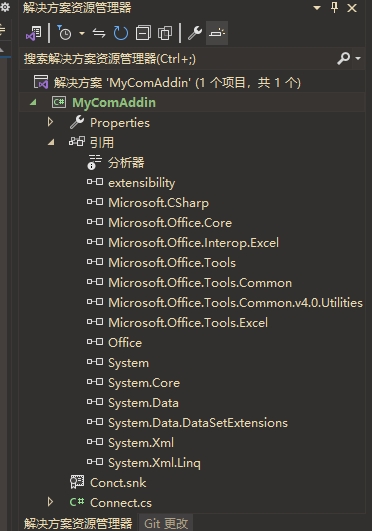 解决方案资源管理器
搜索解决方案资源管理器(Ctrl+;)
解决方案 'MyComAddin' (1 个项目，共 1 个)
MyComAddin
Properties
引用
分析器
extensibility
Microsoft.CSharp
Microsoft.Office.Core
Microsoft.Office.Interop.Excel
Microsoft.Office.Tools
Microsoft.Office.Tools.Common
Microsoft.Office.Tools.Common.v4.0.Utilities
Microsoft.Office.Tools.Excel
Office
System
System.Core
System.Data
System.Data.DataSetExtensions
System.Xml
System.Xml.Linq
Conct.snk
C# Connect.cs
解决方案资源管理器 Git 更改